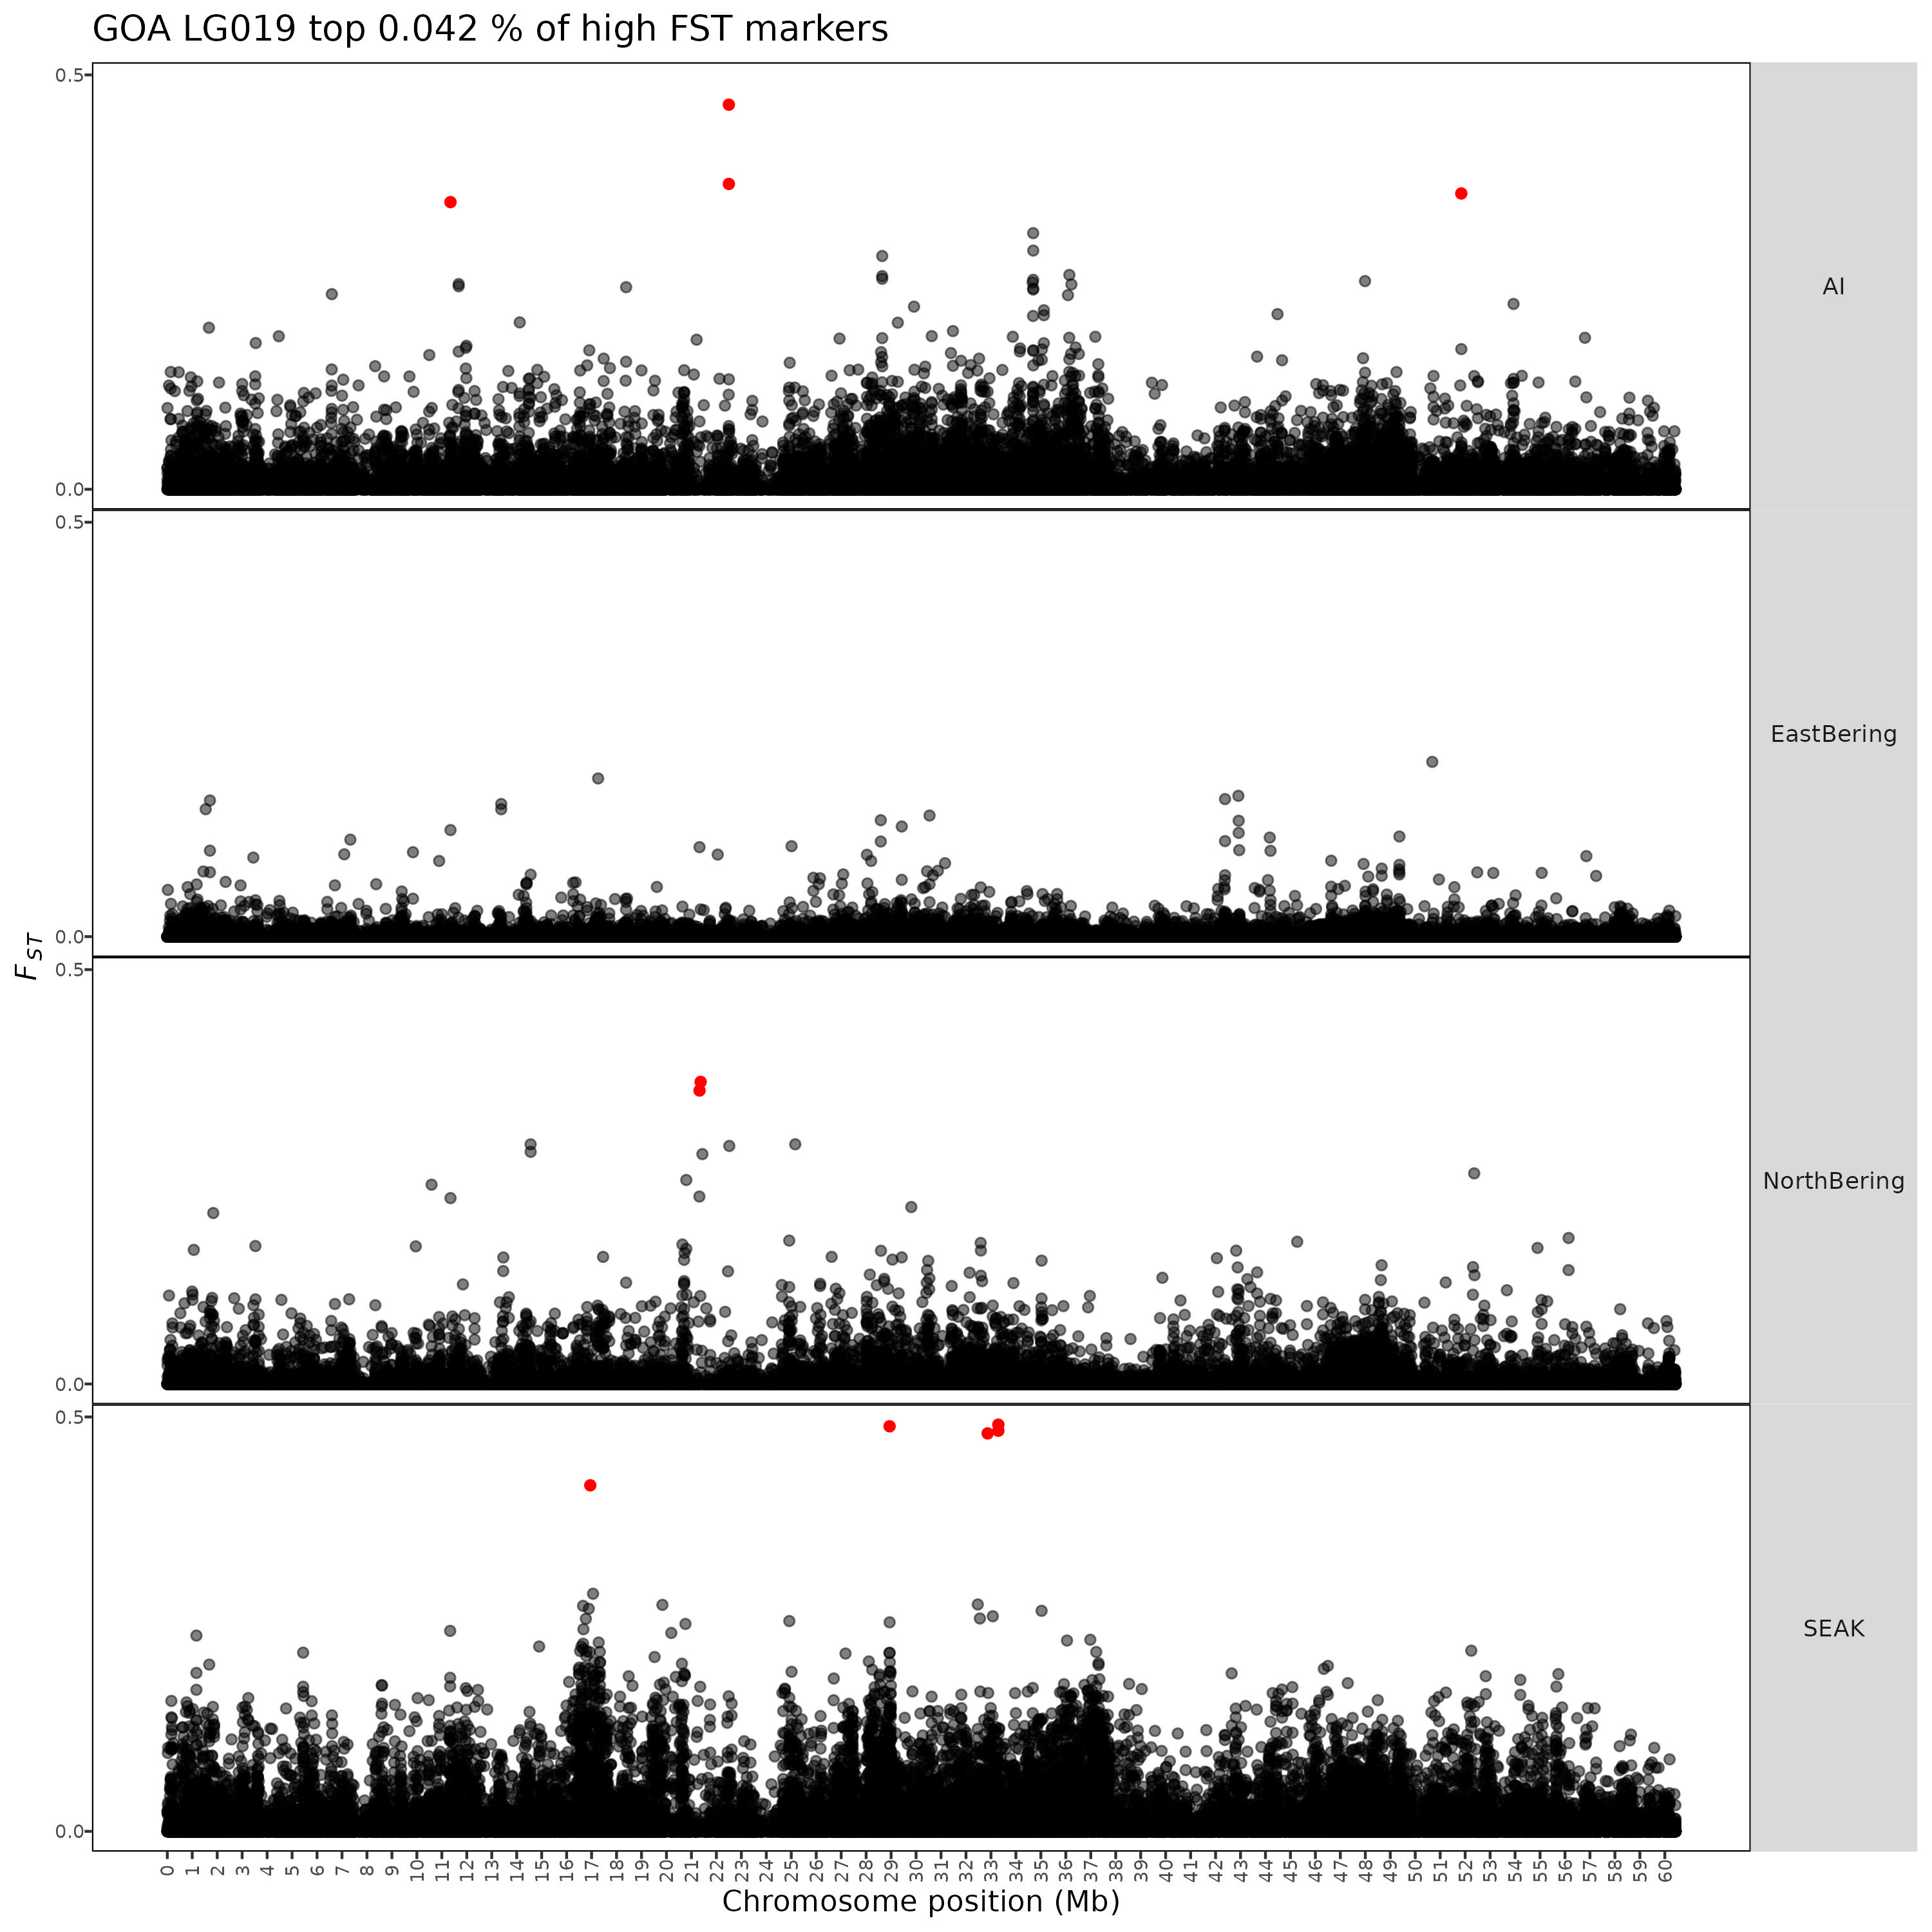 GOA LG019 top 0.042 % of high FST markers
0.5
0.0
AI
0.5
0.0
EastBering
0.5
0.0
NorthBering
0.5
0.0
SEAK
F ST
0 1 2 3 4 5 6 7 8 9 10 11 12 13 14 15 16 17 18 19 20 21 22 23 24 25 26 27 28 29 30 31 32 33 34 35 36 37 38 39 40 41 42 43 44 45 46 47 48 49 50 51 52 53 54 55 56 57 58 59 60
Chromosome position (Mb)